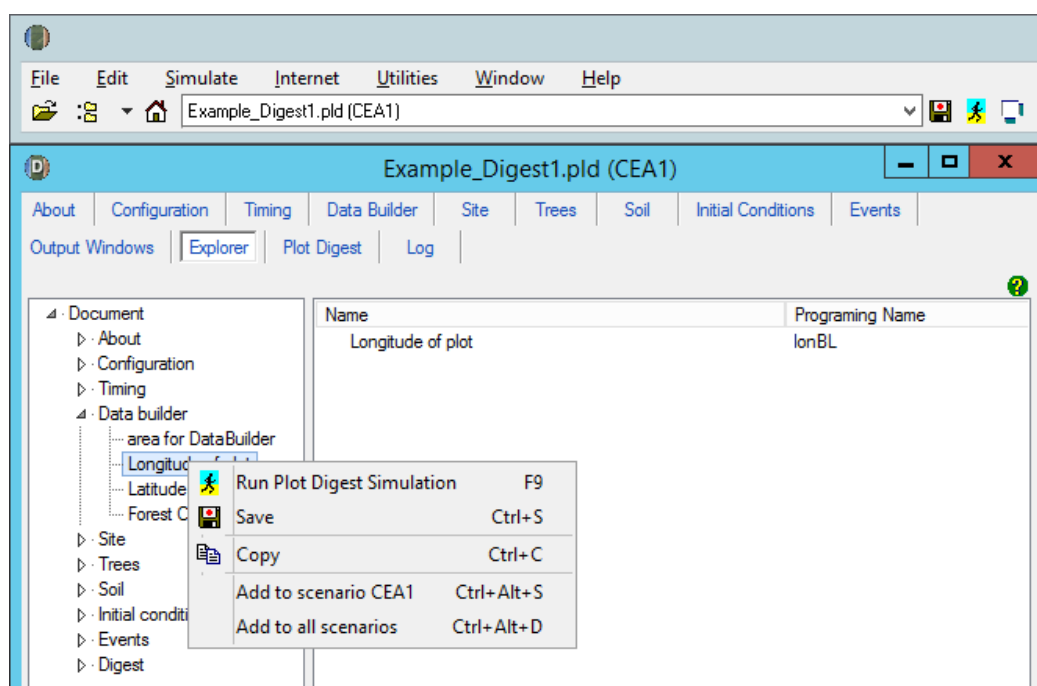 File Edit Simulate Internet Utilities Window Help
Example_Digest1.pld (CEA1)
Example_Digest1.pld (CEA1)
About Configuration Timing Data Builder Site Trees Soil Initial Conditions Events
Output Windows Explorer Plot Digest Log
Document
About
Configuration
Timing
Data builder
area for DataBuilder
Longitud
Latitude
Forest C
Site
Trees
Soil
Initial conditi
Events
Digest
Name Programing Name
Longitude of plot lonBL
Run Plot Digest Simulation F9
Save Ctrl+S
Copy Ctrl+C
Add to scenario CEA1 Ctrl+Alt+S
Add to all scenarios Ctrl+Alt+D